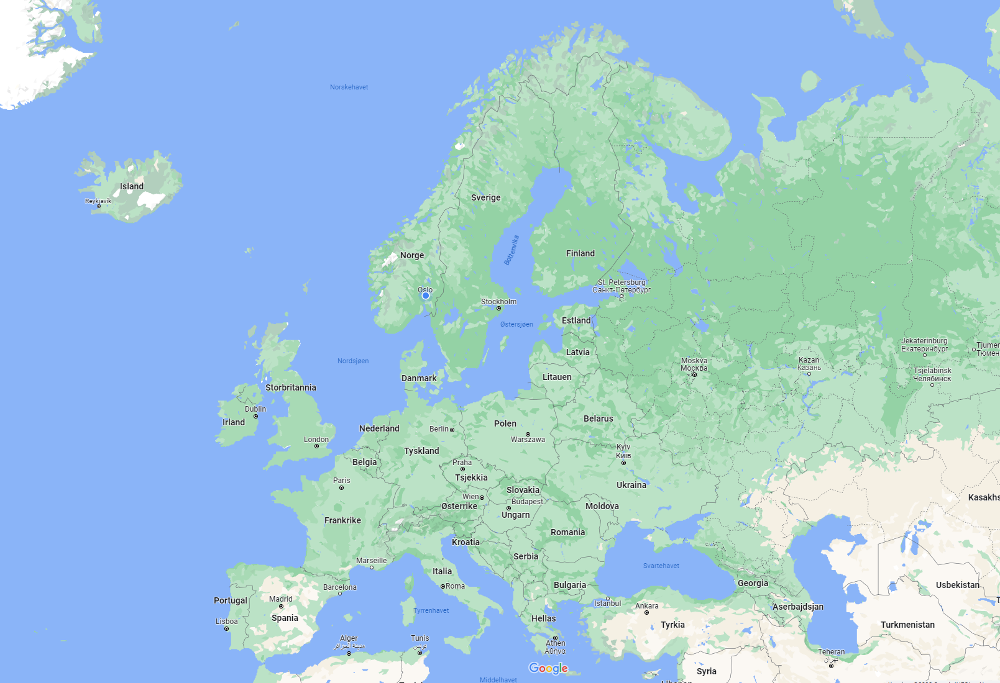 Norskehavet
Island
Reykjavík
Sverige
Bottenvika
Norge
Finland
Oslo
St. Petersburg
Санкт-Петербург
Stockholm
Østersjøen
Estland
Latvia
Litauen
Nordsjøen
Danmark
Moskva
Москва
Kazan
Казань
Jekaterinburg
Екатеринбург
Tjumen
Тюмень
Tsjelabinsk
Челябинск
Storbritannia
Dublin
Irland
London
Nederland
Berlin
Polen
Warszawa
Belarus
Tyskland
Belgia
Praha
Tsjekkia
Kyiv
Київ
Ukraina
Paris
Slovakia
Wien
Budapest
Østerrike
Ungarn
Moldova
Kasakhs
Frankrike
Romania
Kroatia
Serbia
Marseille
Italia
Svartehavet
Roma
Bulgaria
Georgia
Usbekistan
Barcelona
Portugal
Madrid
Spania
Istanbul
Ankara
Aserbajdsjan
Tyrrenhavet
Hellas
Tyrkia
Turkmenistan
Lisboa
Alger
مدينة الجزائر
Tunis
تونس
Athen
Αθήνα
Teheran
تهران
Google
Syria
Middelhavet